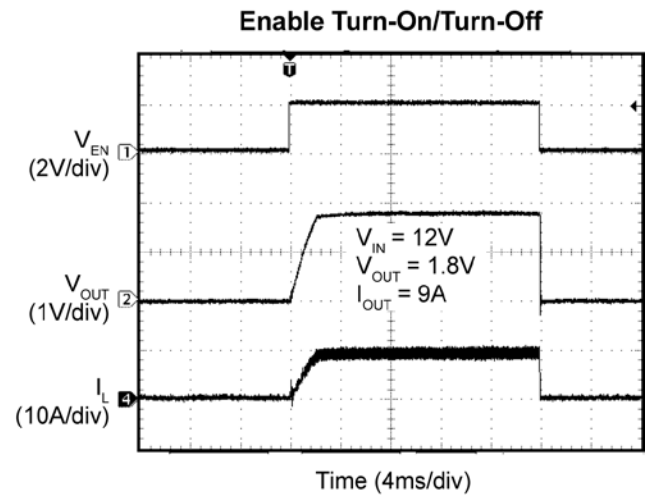 Enable Turn-On/Turn-Off
T
V_EN 1
(2V/div)
V_IN = 12V
V_OUT = 1.8V
I_OUT = 9A
V_OUT 2
(1V/div)
I_L 4
(10A/div)
Time (4ms/div)